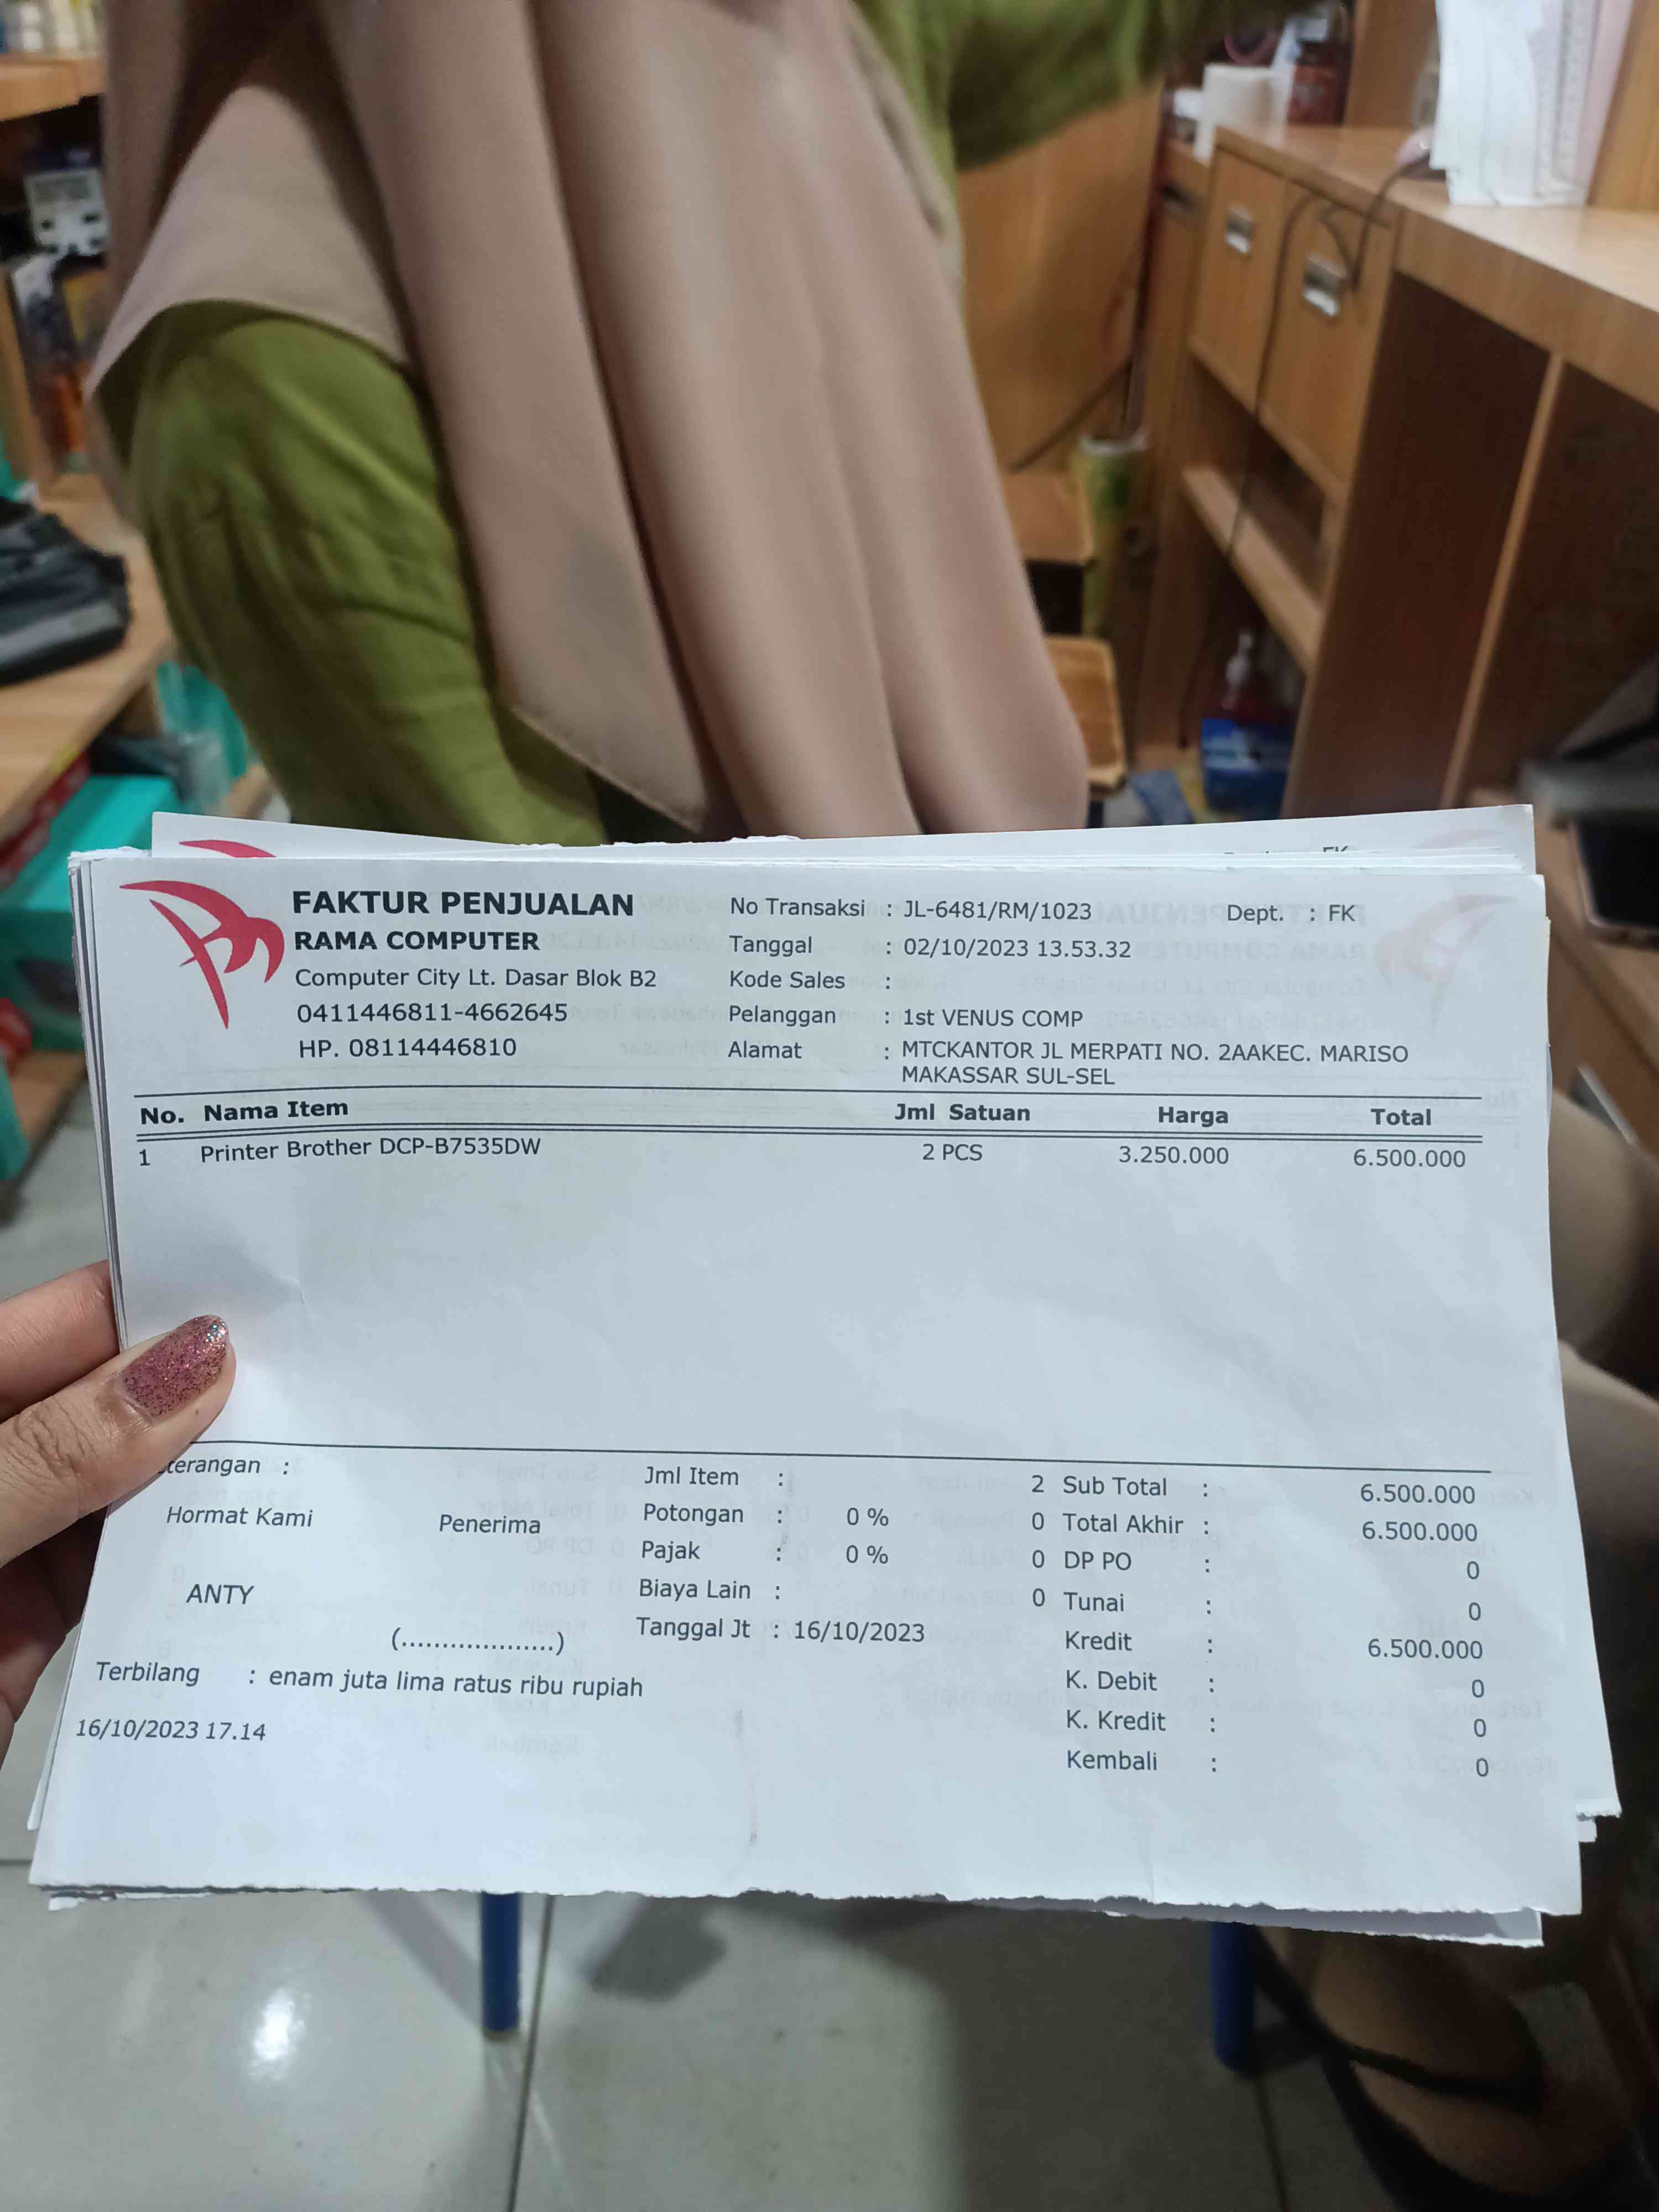 FAKTUR PENJUALAN
RAMA COMPUTER
Computer City Lt. Dasar Blok B2
0411446811-4662645
HP. 08114446810
No Transaksi : JL-6481/RM/1023 Dept. : FK
Tanggal : 02/10/2023 13.53.32
Kode Sales :
Pelanggan : 1st VENUS COMP
Alamat : MTCKANTOR JL MERPATI NO. 2AAKEC. MARISO
MAKASSAR SUL-SEL
No. Nama Item Jml Satuan Harga Total
1 Printer Brother DCP-B7535DW 2 PCS 3.250.000 6.500.000
terangan :
Hormat Kami
Penerima
ANTY
(...................)
Jml Item : 2
Potongan : 0 % 0
Pajak : 0 % 0
Biaya Lain : 0
Tanggal Jt : 16/10/2023
Sub Total : 6.500.000
Total Akhir : 6.500.000
DP PO : 0
Tunai : 0
Kredit : 6.500.000
K. Debit : 0
K. Kredit : 0
Kembali : 0
Terbilang : enam juta lima ratus ribu rupiah
16/10/2023 17.14